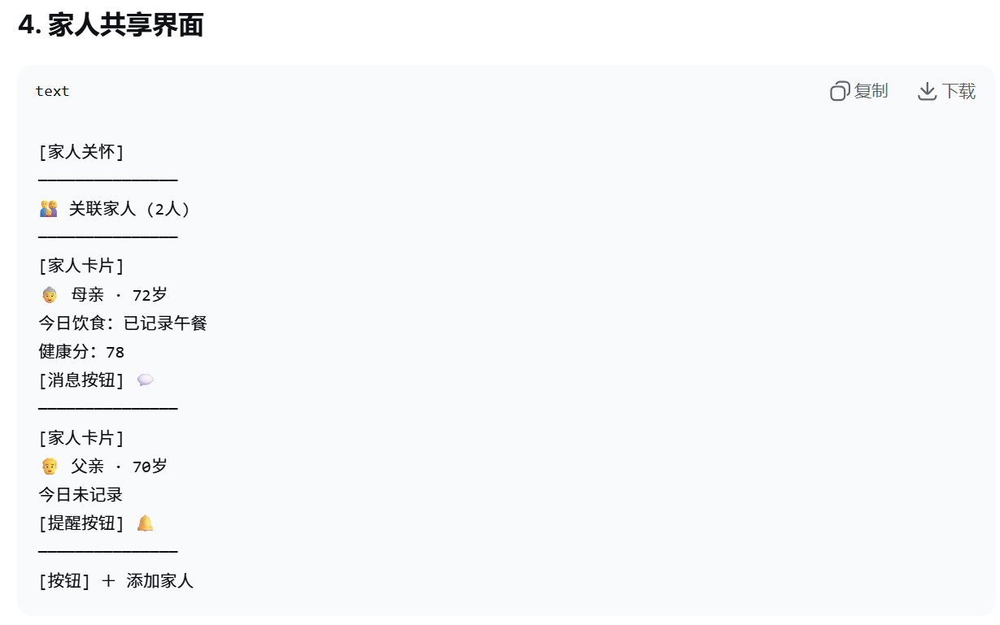 4. 家人共享界面
text
复制
下载
[家人关怀]
───────────────
👫 关联家人 (2人)
───────────────
[家人卡片]
👵 母亲 · 72岁
今日饮食：已记录午餐
健康分：78
[消息按钮] 💬
───────────────
[家人卡片]
👴 父亲 · 70岁
今日未记录
[提醒按钮] 🔔
───────────────
[按钮] ＋ 添加家人